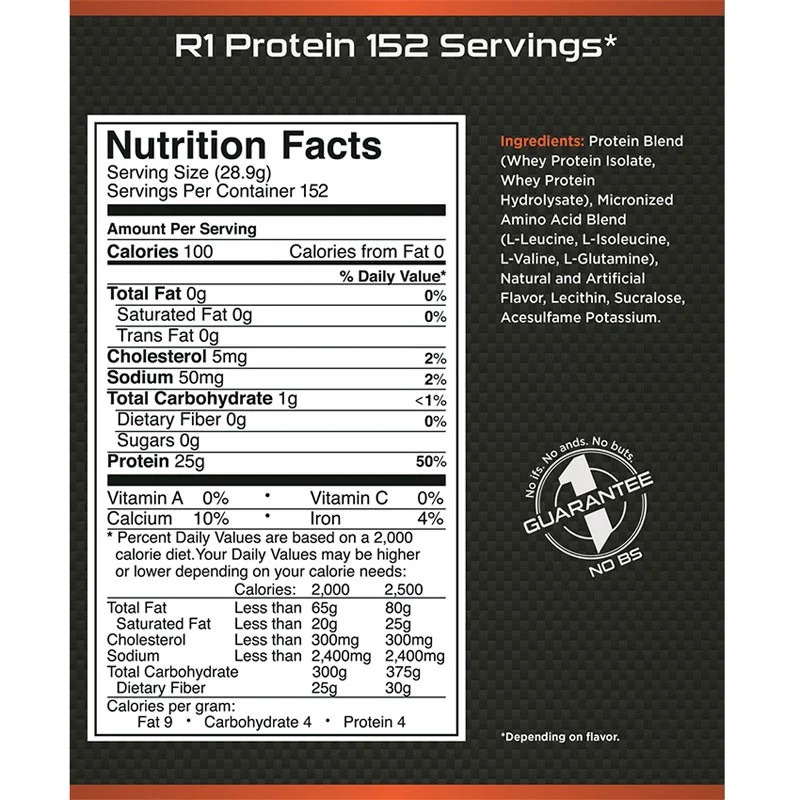 R1 Protein 152 Servings*
Nutrition Facts
Serving Size (28.9g)
Servings Per Container 152
Amount Per Serving
Calories 100 Calories from Fat 0
% Daily Value*
Total Fat 0g 0%
Saturated Fat 0g 0%
Trans Fat 0g
Cholesterol 5mg 2%
Sodium 50mg 2%
Total Carbohydrate 1g <1%
Dietary Fiber 0g 0%
Sugars 0g
Protein 25g 50%
Vitamin A 0% • Vitamin C 0%
Calcium 10% • Iron 4%
* Percent Daily Values are based on a 2,000
calorie diet.Your Daily Values may be higher
or lower depending on your calorie needs:
Calories: 2,000 2,500
Total Fat Less than 65g 80g
Saturated Fat Less than 20g 25g
Cholesterol Less than 300mg 300mg
Sodium Less than 2,400mg 2,400mg
Total Carbohydrate 300g 375g
Dietary Fiber 25g 30g
Calories per gram:
Fat 9 • Carbohydrate 4 • Protein 4
Ingredients: Protein Blend
(Whey Protein Isolate,
Whey Protein
Hydrolysate), Micronized
Amino Acid Blend
(L-Leucine, L-Isoleucine,
L-Valine, L-Glutamine),
Natural and Artificial
Flavor, Lecithin, Sucralose,
Acesulfame Potassium.
No ifs. No ands. No buts.
1
GUARANTEE
NO BS
*Depending on flavor.